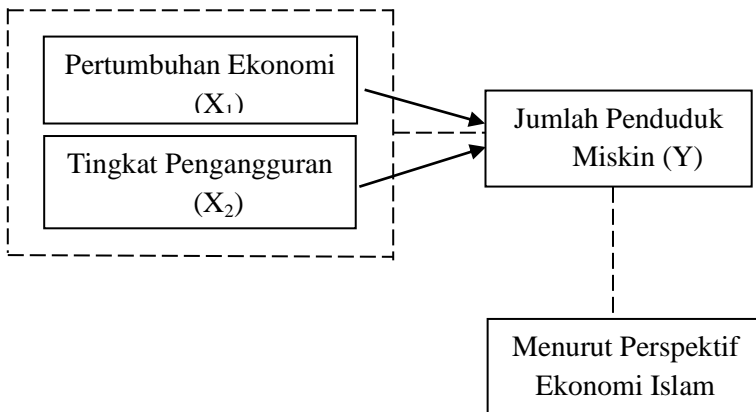 Pertumbuhan Ekonomi
(X₁)
Tingkat Pengangguran
(X₂)
Jumlah Penduduk
Miskin (Y)
Menurut Perspektif
Ekonomi Islam